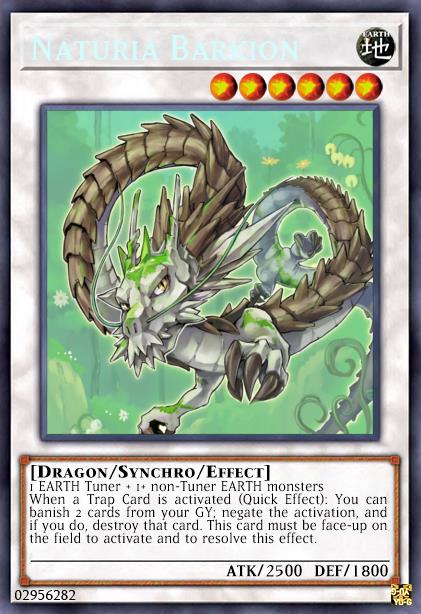 Naturia Barkion
EARTH
地
[Dragon/Synchro/Effect]
1 EARTH Tuner + 1+ non-Tuner EARTH monsters
When a Trap Card is activated (Quick Effect): You can
banish 2 cards from your GY; negate the activation, and
if you do, destroy that card. This card must be face-up on
the field to activate and to resolve this effect.
ATK/2500 DEF/1800
02956282